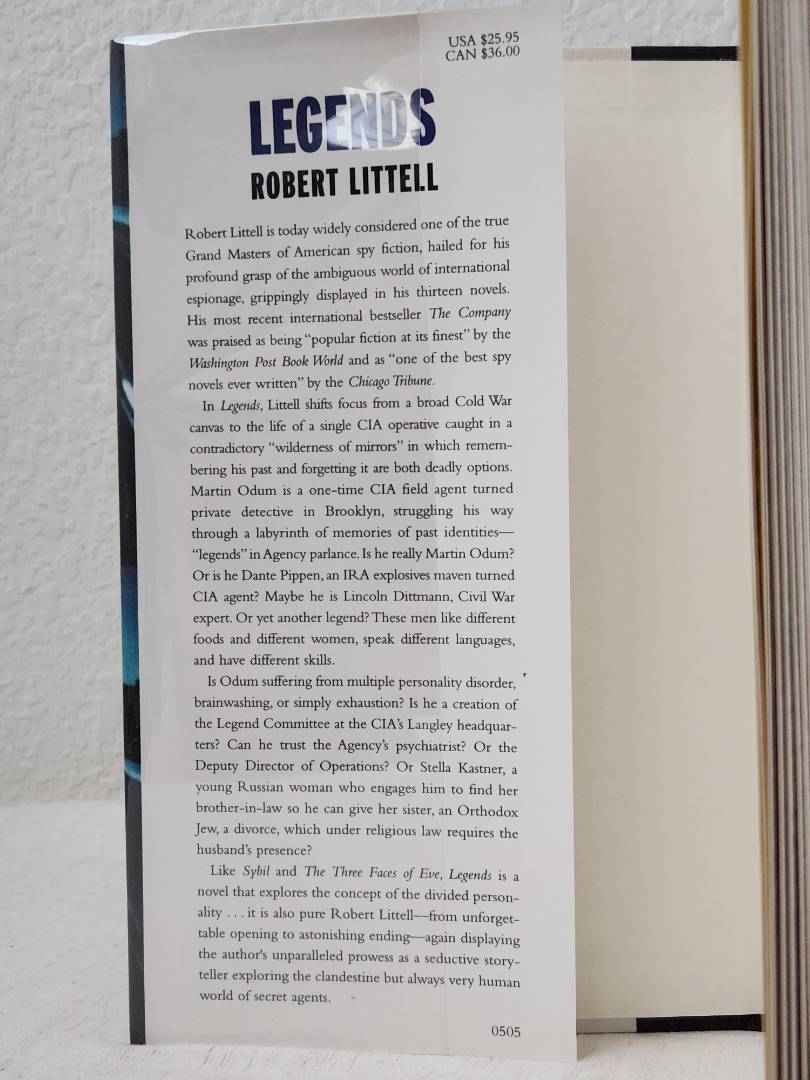 USA $25.95
CAN $36.00
LEGENDS
ROBERT LITTELL
Robert Littell is today widely considered one of the true
Grand Masters of American spy fiction, hailed for his
profound grasp of the ambiguous world of international
espionage, grippingly displayed in his thirteen novels.
His most recent international bestseller The Company
was praised as being “popular fiction at its finest” by the
Washington Post Book World and as “one of the best spy
novels ever written” by the Chicago Tribune.
In Legends, Littell shifts focus from a broad Cold War
canvas to the life of a single CIA operative caught in a
contradictory “wilderness of mirrors” in which remem-
bering his past and forgetting it are both deadly options.
Martin Odum is a one-time CIA field agent turned
private detective in Brooklyn, struggling his way
through a labyrinth of memories of past identities—
“legends” in Agency parlance. Is he really Martin Odum?
Or is he Dante Pippen, an IRA explosives maven turned
CIA agent? Maybe he is Lincoln Dittmann, Civil War
expert. Or yet another legend? These men like different
foods and different women, speak different languages,
and have different skills.
Is Odum suffering from multiple personality disorder,
brainwashing, or simply exhaustion? Is he a creation of
the Legend Committee at the CIA’s Langley headquar-
ters? Can he trust the Agency’s psychiatrist? Or the
Deputy Director of Operations? Or Stella Kastner, a
young Russian woman who engages him to find her
brother-in-law so he can give her sister, an Orthodox
Jew, a divorce, which under religious law requires the
husband’s presence?
Like Sybil and The Three Faces of Eve, Legends is a
novel that explores the concept of the divided person-
ality . . . it is also pure Robert Littell—from unforget-
table opening to astonishing ending—again displaying
the author's unparalleled prowess as a seductive story-
teller exploring the clandestine but always very human
world of secret agents.
0505